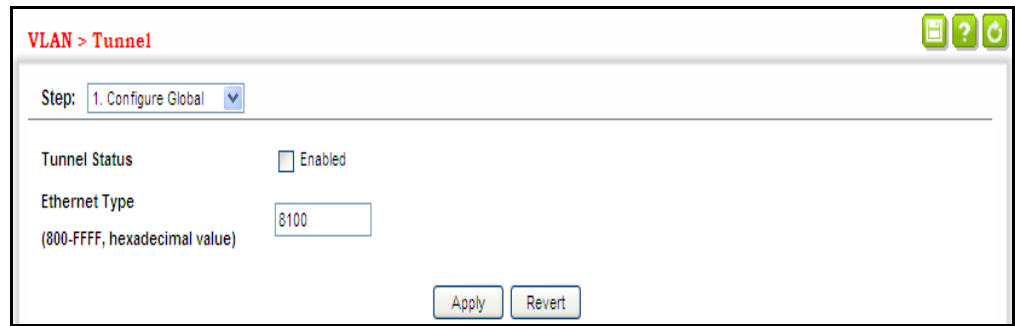 VLAN > Tunnel
?
Step: 1. Configure Global
Tunnel Status Enabled
Ethernet Type
8100
(800-FFFF, hexadecimal value)
Apply Revert